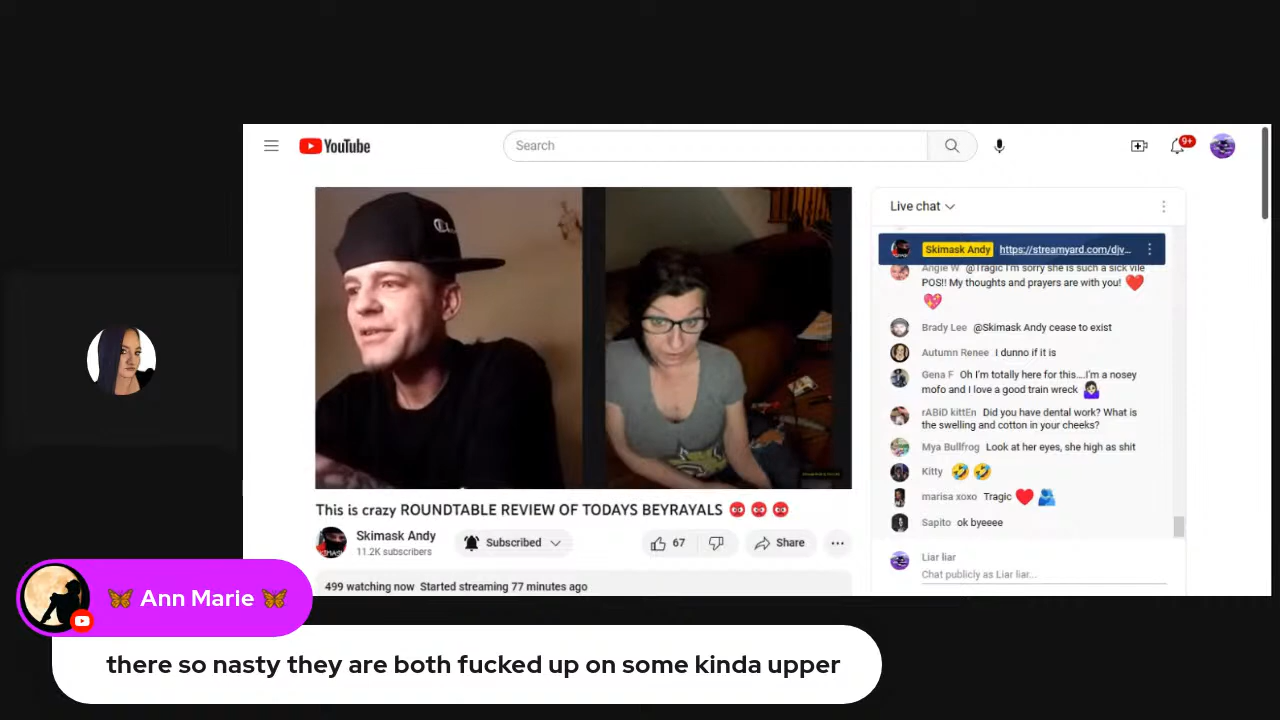 YouTube
Search
9+
Live chat
Skimask Andy https://streamyard.com/djv...
Angie W @Tragic I'm sorry she is such a sick vile
POS!! My thoughts and prayers are with you! ❤️
💖
Brady Lee @Skimask Andy cease to exist
Autumn Renee I dunno if it is
Gena F Oh I'm totally here for this....I'm a nosey
mofo and I love a good train wreck 🤷🏻‍♀️
rABiD kittEn Did you have dental work? What is
the swelling and cotton in your cheeks?
Mya Bullfrog Look at her eyes, she high as shit
Kitty 🤣🤣
marisa xoxo Tragic ❤️🫂
Sapito ok byeeee
Liar liar
Chat publicly as Liar liar...
This is crazy ROUNDTABLE REVIEW OF TODAYS BEYRAYALS
Skimask Andy
11.2K subscribers
Subscribed
67
Share
499 watching now Started streaming 77 minutes ago
🦋 Ann Marie 🦋
there so nasty they are both fucked up on some kinda upper